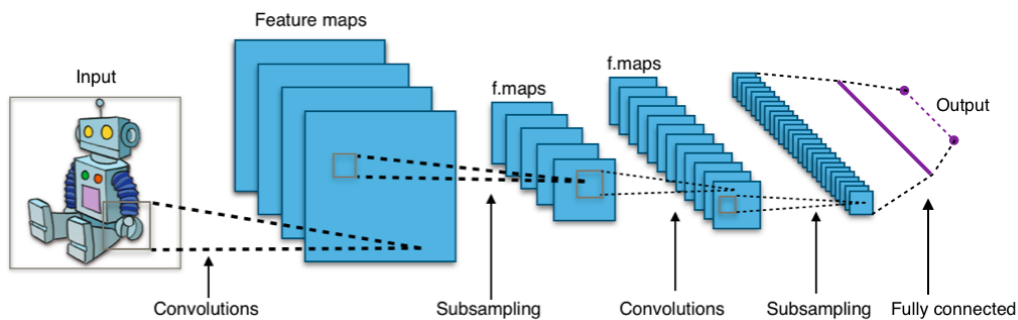 Feature maps
f.maps
f.maps
Input
Output
Convolutions
Subsampling
Convolutions
Subsampling
Fully connected